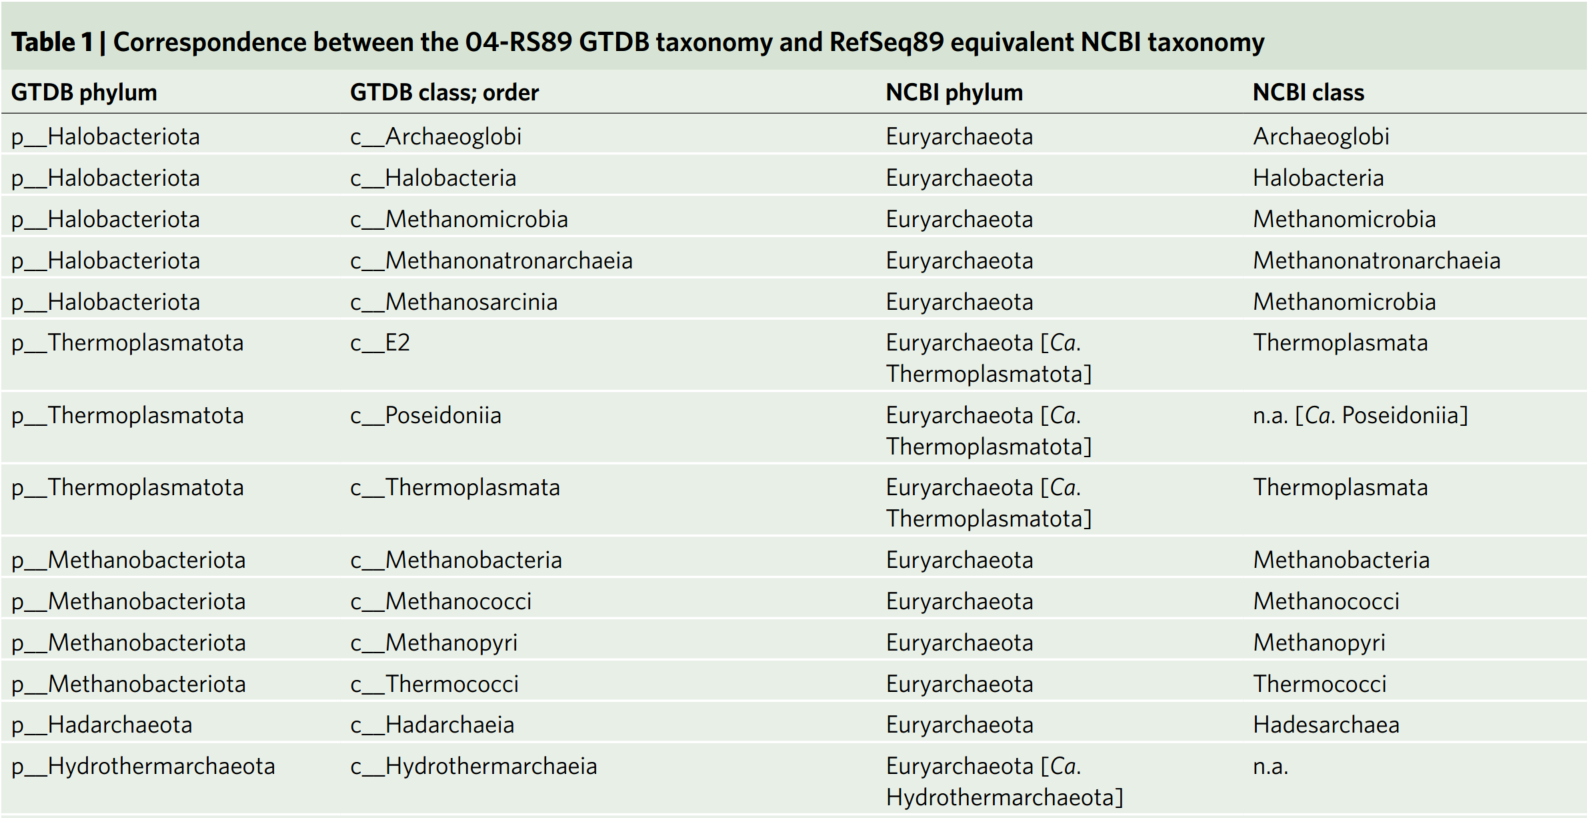 Table 1 | Correspondence between the 04-RS89 GTDB taxonomy and RefSeq89 equivalent NCBI taxonomy
GTDB phylum GTDB class; order NCBI phylum NCBI class
p__Halobacteriota c__Archaeoglobi Euryarchaeota Archaeoglobi
p__Halobacteriota c__Halobacteria Euryarchaeota Halobacteria
p__Halobacteriota c__Methanomicrobia Euryarchaeota Methanomicrobia
p__Halobacteriota c__Methanonatronarchaeia Euryarchaeota Methanonatronarchaeia
p__Halobacteriota c__Methanosarcinia Euryarchaeota Methanomicrobia
p__Thermoplasmatota c__E2 Euryarchaeota [Ca. Thermoplasmata
Thermoplasmatota]
p__Thermoplasmatota c__Poseidoniia Euryarchaeota [Ca. n.a. [Ca. Poseidoniia]
Thermoplasmatota]
p__Thermoplasmatota c__Thermoplasmata Euryarchaeota [Ca. Thermoplasmata
Thermoplasmatota]
p__Methanobacteriota c__Methanobacteria Euryarchaeota Methanobacteria
p__Methanobacteriota c__Methanococci Euryarchaeota Methanococci
p__Methanobacteriota c__Methanopyri Euryarchaeota Methanopyri
p__Methanobacteriota c__Thermococci Euryarchaeota Thermococci
p__Hadarchaeota c__Hadarchaeia Euryarchaeota Hadesarchaea
p__Hydrothermarchaeota c__Hydrothermarchaeia Euryarchaeota [Ca. n.a.
Hydrothermarchaeota]